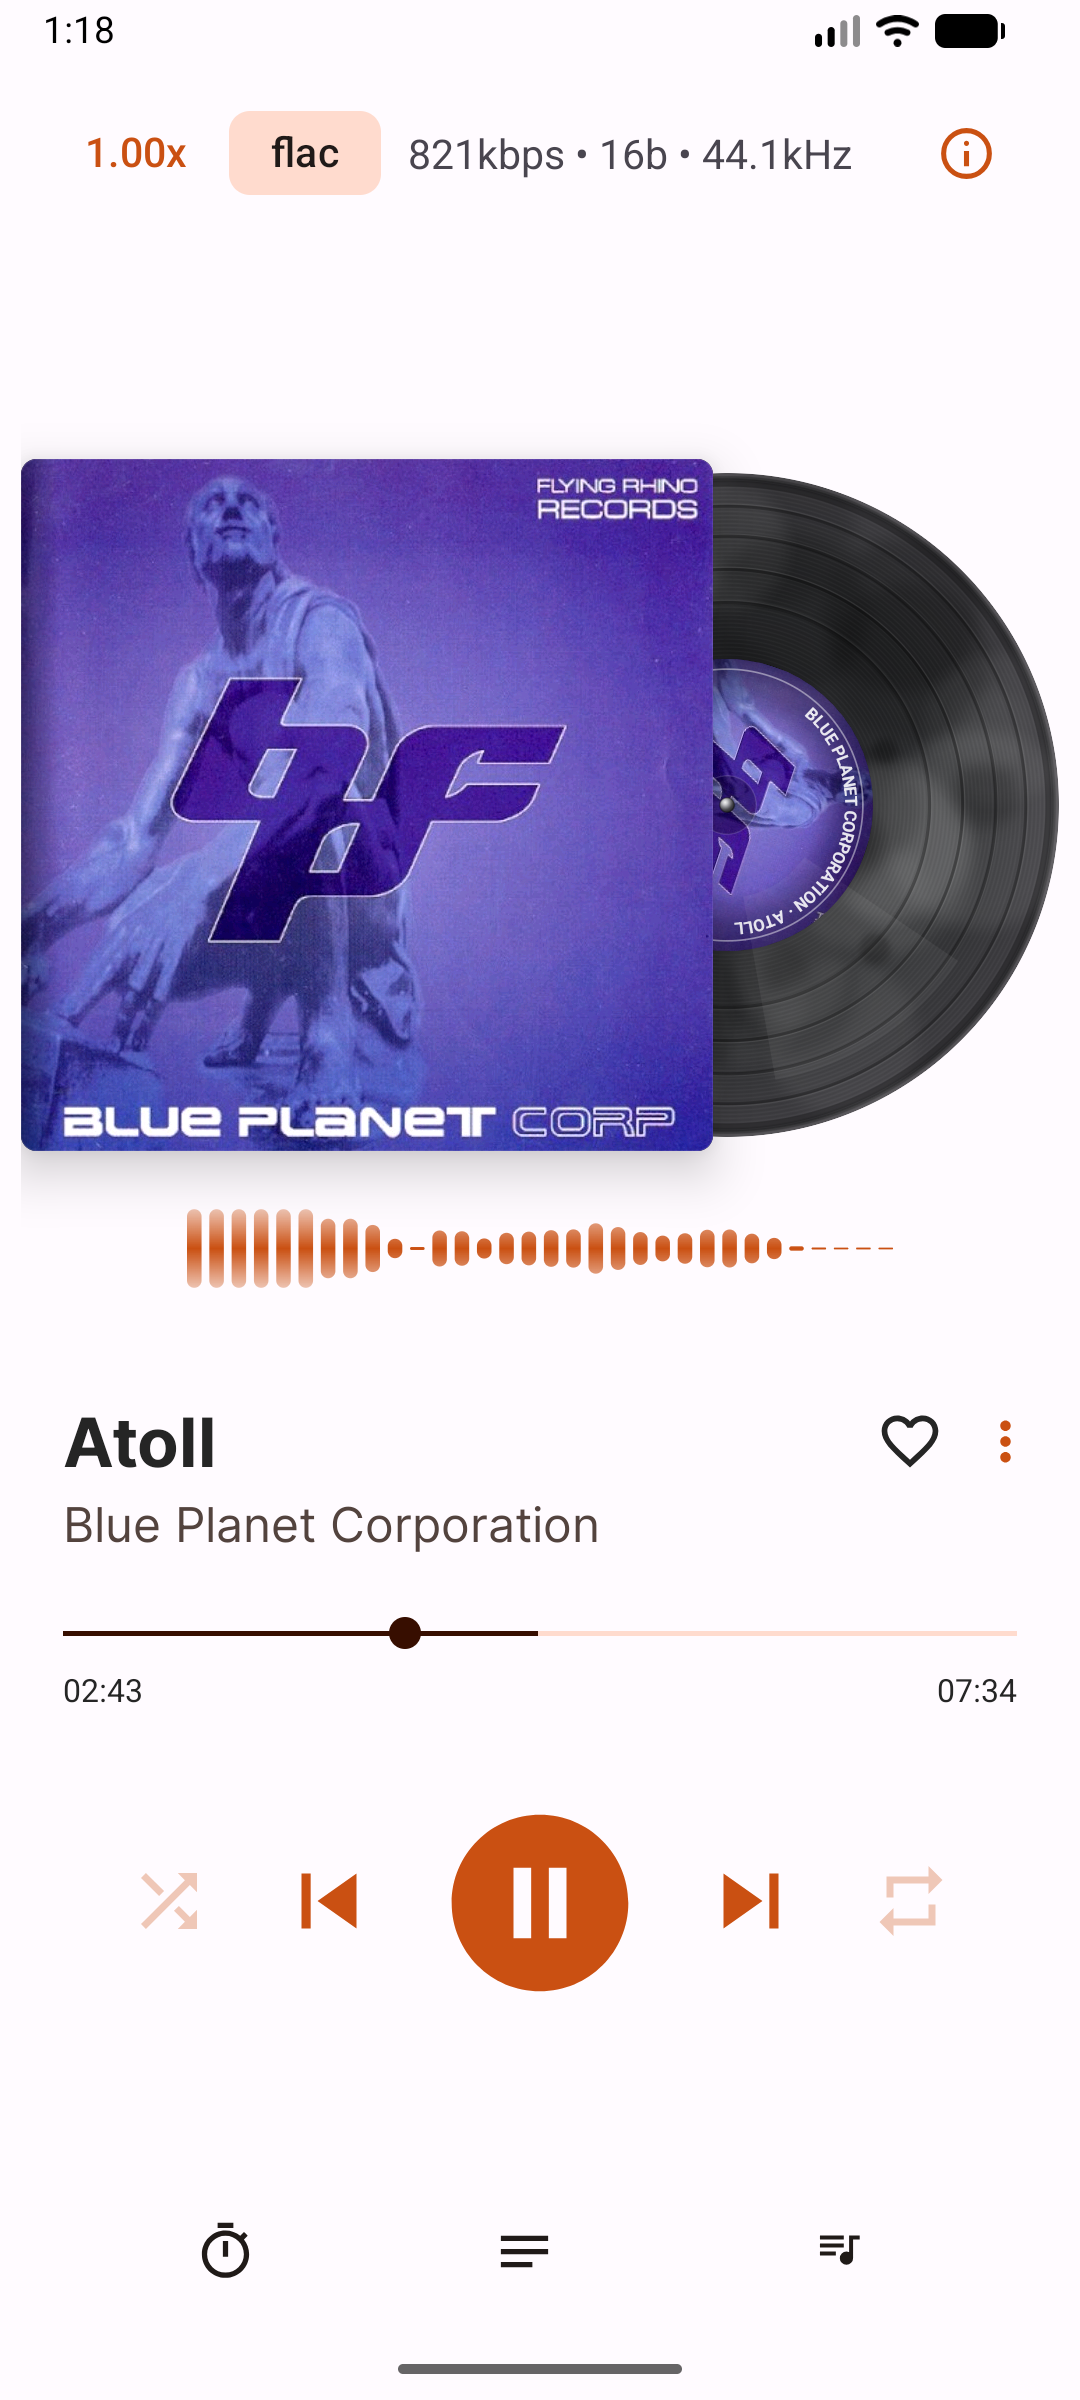 1:18
1.00x flac 821kbps • 16b • 44.1kHz
FLYING RHINO
RECORDS
bpc
BLUE PLANET CORP
BLUE PLANET CORPORATION · ATOLL
Atoll
Blue Planet Corporation
02:43 07:34